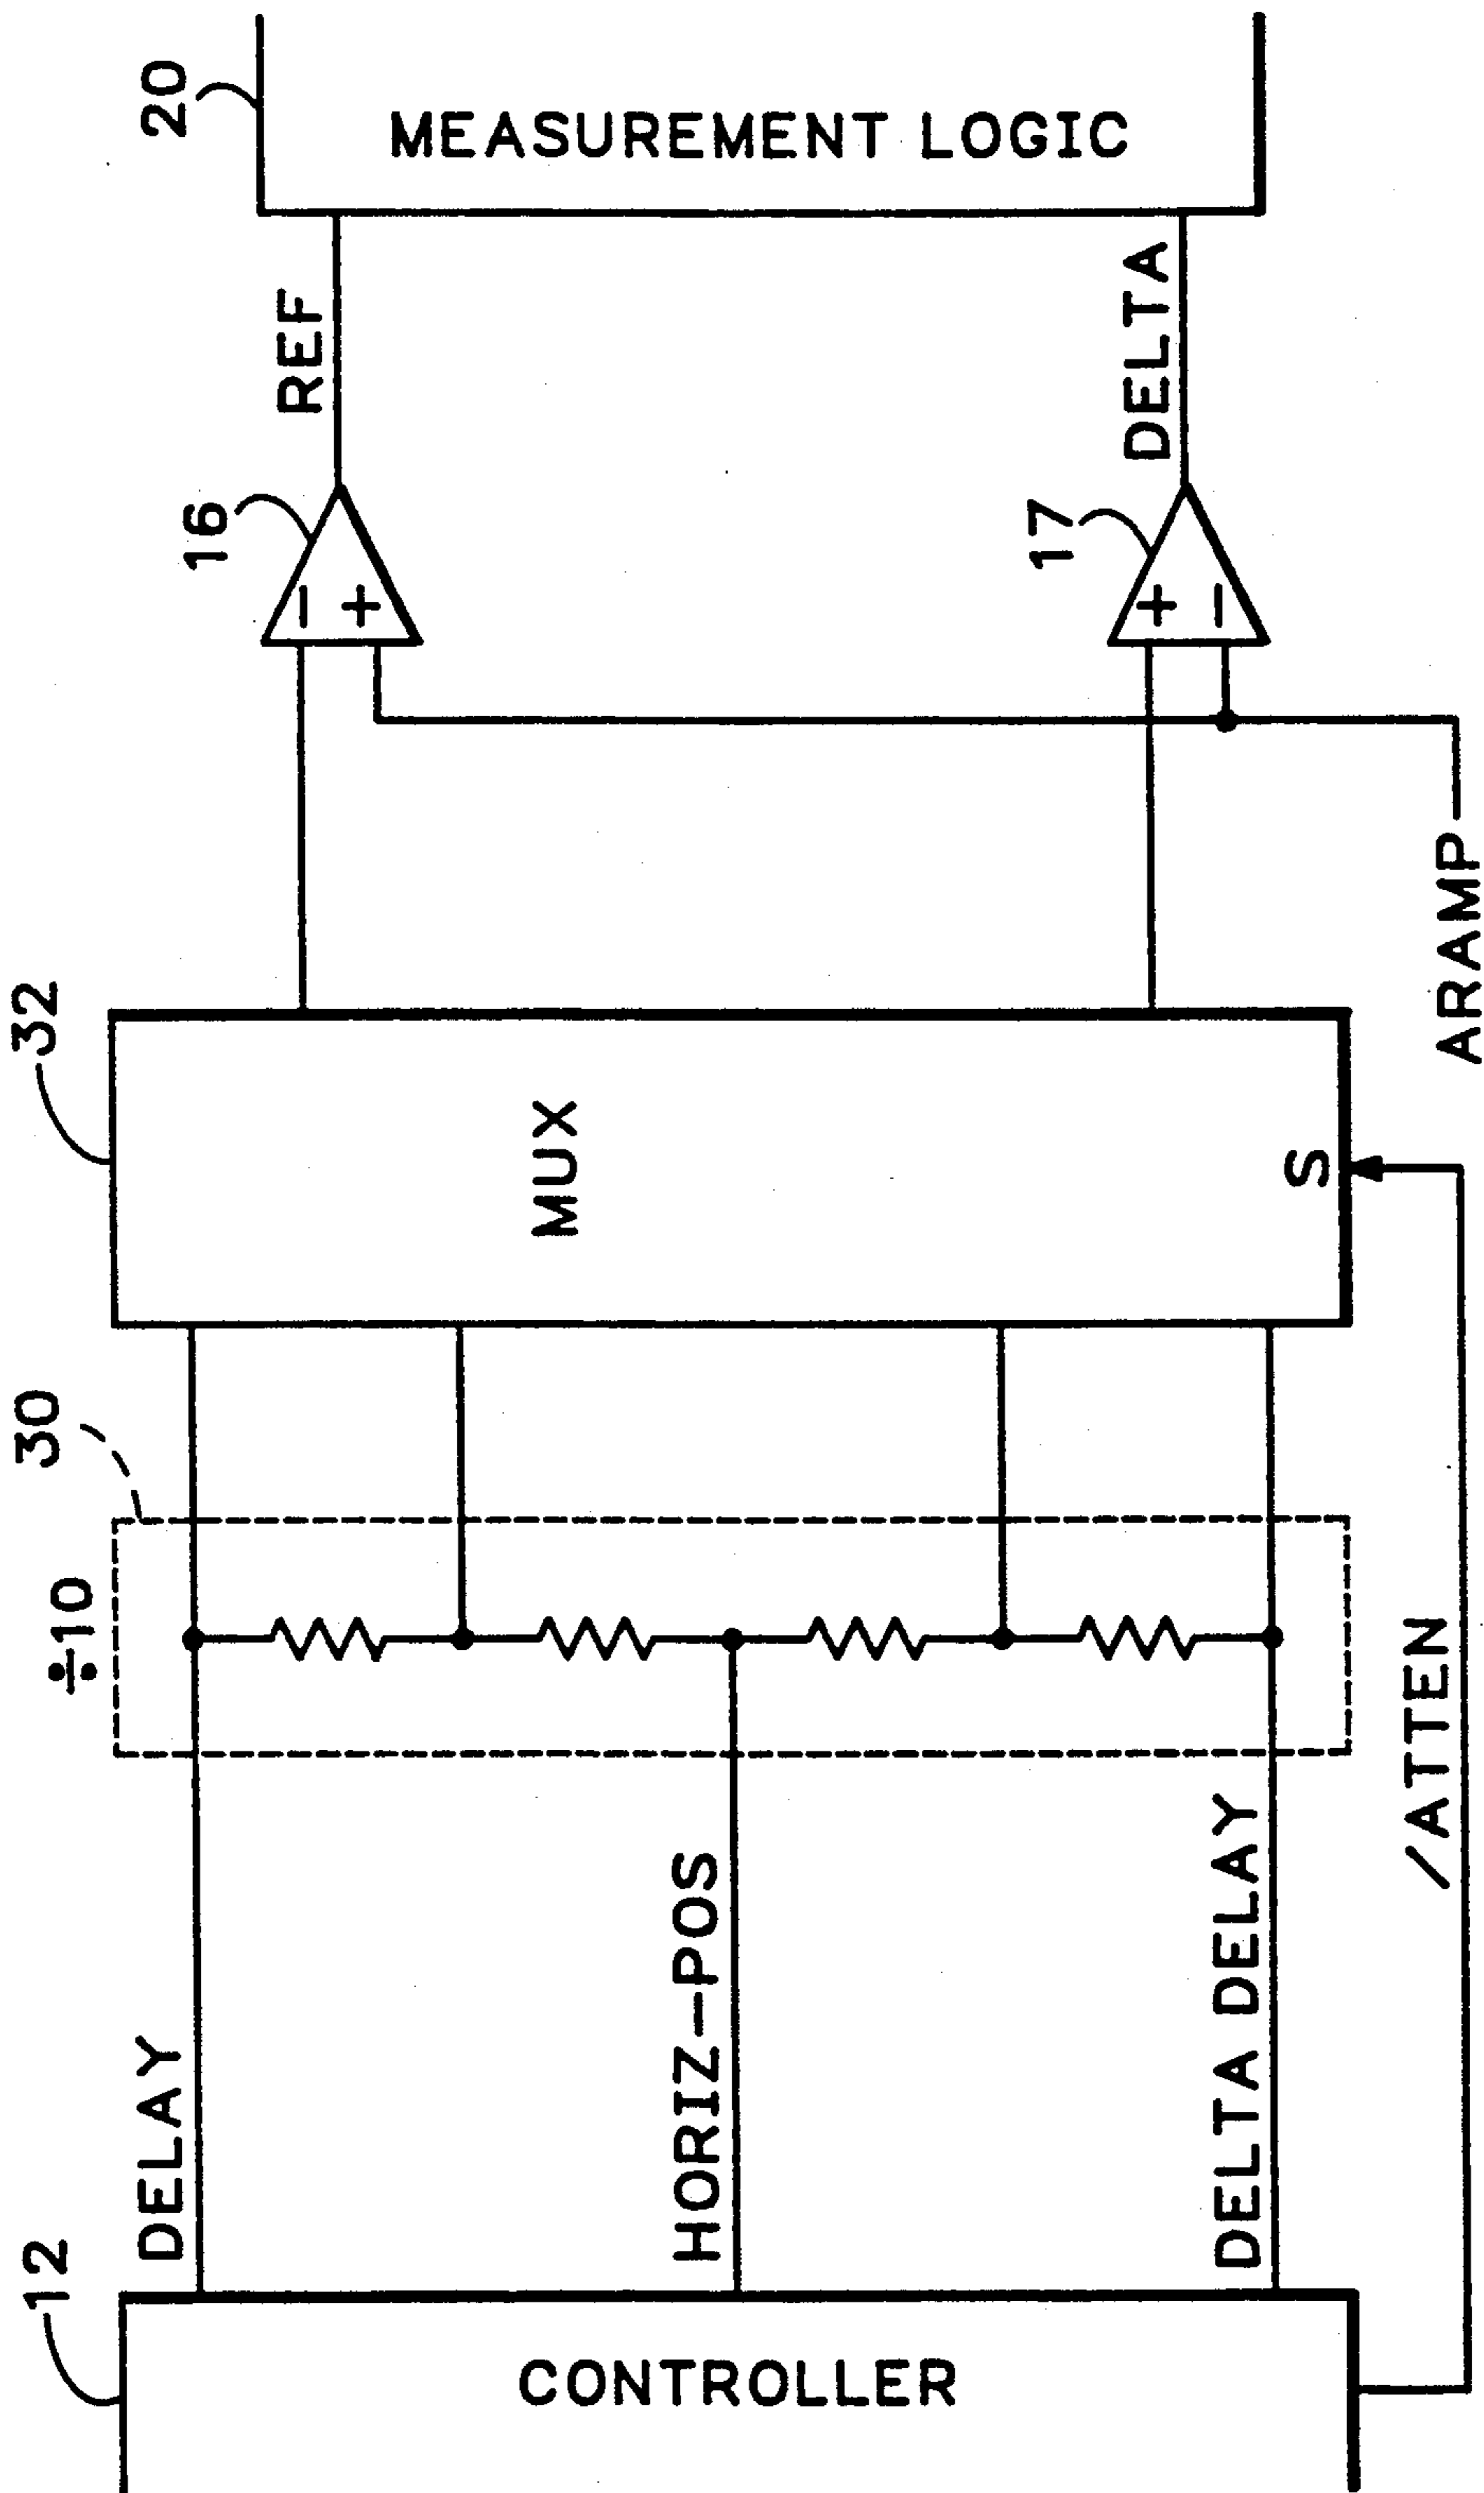 12
CONTROLLER
DELAY
HORIZ–POS
DELTA DELAY
/ATTEN
÷10
30
32
MUX
S
ARAMP
16
–
+
REF
17
+
–
DELTA
20
MEASUREMENT LOGIC